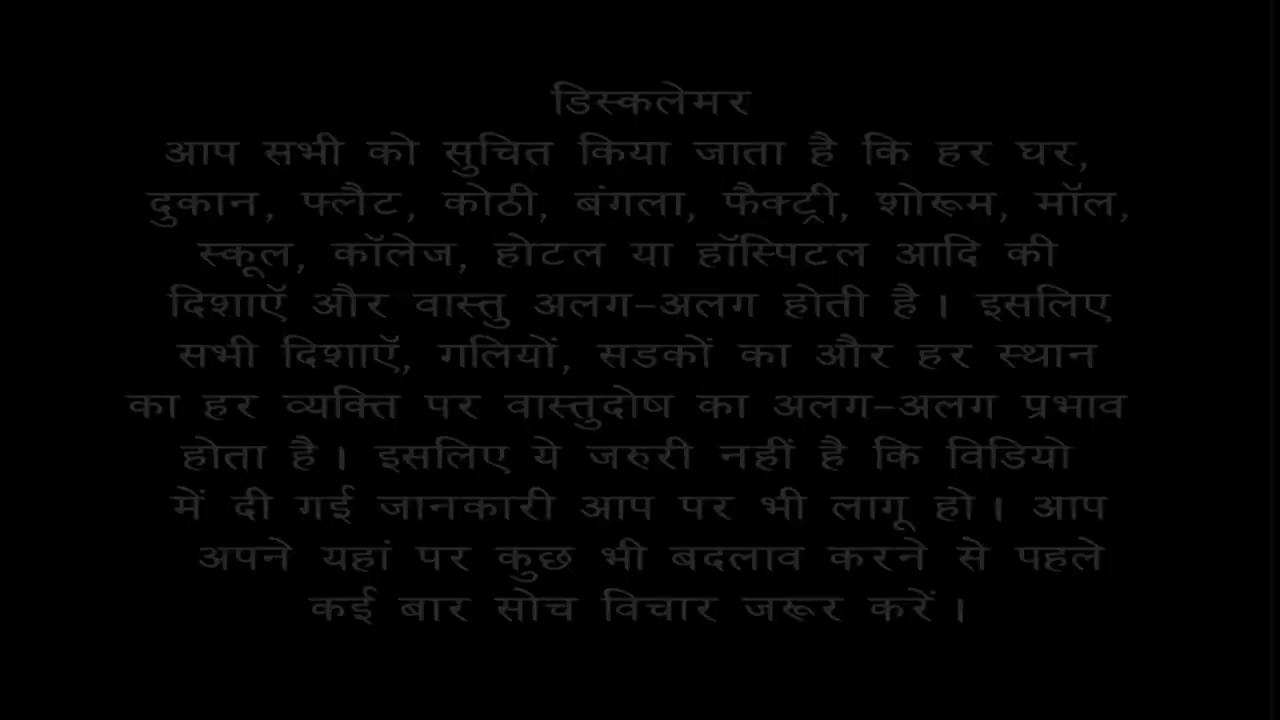 डिस्कलेमर
आप सभी को सुचित किया जाता है कि हर घर,
दुकान, फ्लैट, कोठी, बंगला, फैक्ट्री, शोरूम, मॉल,
स्कूल, कॉलेज, होटल या हॉस्पिटल आदि की
दिशाऍ और वास्तु अलग-अलग होती है। इसलिए
सभी दिशाऍ, गलियों, सडकों का और हर स्थान
का हर व्यक्ति पर वास्तुदोष का अलग-अलग प्रभाव
होता है। इसलिए ये जरुरी नहीं है कि विडियो
में दी गई जानकारी आप पर भी लागू हो। आप
अपने यहां पर कुछ भी बदलाव करने से पहले
कई बार सोच विचार जरूर करें।